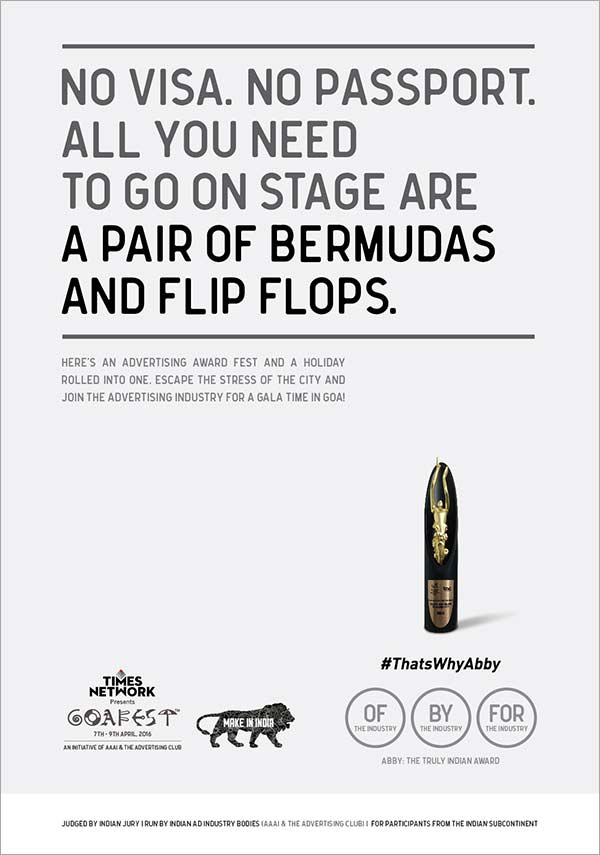 NO VISA. NO PASSPORT.
ALL YOU NEED
TO GO ON STAGE ARE
A PAIR OF BERMUDAS
AND FLIP FLOPS.
HERE'S AN ADVERTISING AWARD FEST AND A HOLIDAY
ROLLED INTO ONE. ESCAPE THE STRESS OF THE CITY AND
JOIN THE ADVERTISING INDUSTRY FOR A GALA TIME IN GOA!
#ThatsWhyAbby
TIMES
NETWORK
Presents
GOAFEST™
7TH - 9TH APRIL, 2016
AN INITIATIVE OF AAAI & THE ADVERTISING CLUB
MAKE IN INDIA
OF
THE INDUSTRY
BY
THE INDUSTRY
FOR
THE INDUSTRY
ABBY: THE TRULY INDIAN AWARD
JUDGED BY INDIAN JURY | RUN BY INDIAN AD INDUSTRY BODIES (AAAI & THE ADVERTISING CLUB) | FOR PARTICIPANTS FROM THE INDIAN SUBCONTINENT